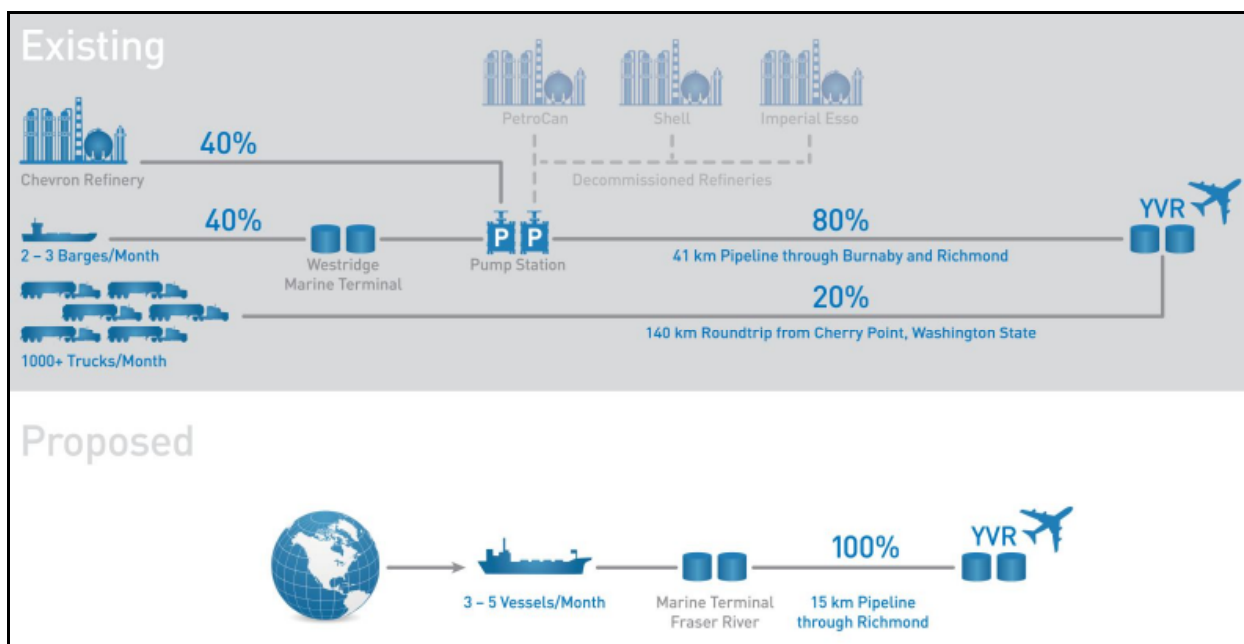 Existing
PetroCan
Shell
Imperial Esso
40%
Chevron Refinery
Decommissioned Refineries
YVR
40%
80%
2 – 3 Barges/Month
P P
41 km Pipeline through Burnaby and Richmond
Westridge
Marine Terminal
Pump Station
20%
140 km Roundtrip from Cherry Point, Washington State
1000+ Trucks/Month
Proposed
YVR
100%
3 – 5 Vessels/Month
Marine Terminal
Fraser River
15 km Pipeline
through Richmond